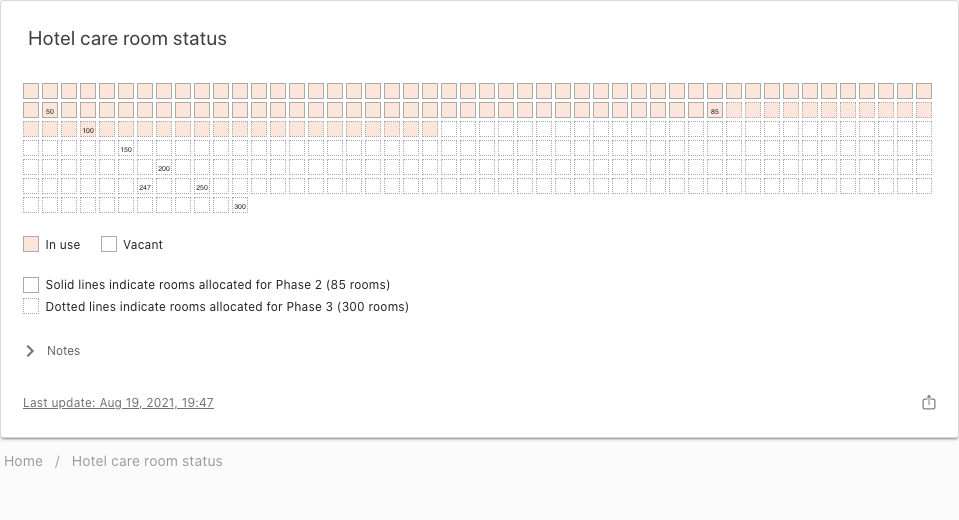 Hotel care room status
50
85
100
150
200
247 250
300
In use Vacant
Solid lines indicate rooms allocated for Phase 2 (85 rooms)
Dotted lines indicate rooms allocated for Phase 3 (300 rooms)
Notes
Last update: Aug 19, 2021, 19:47
Home / Hotel care room status